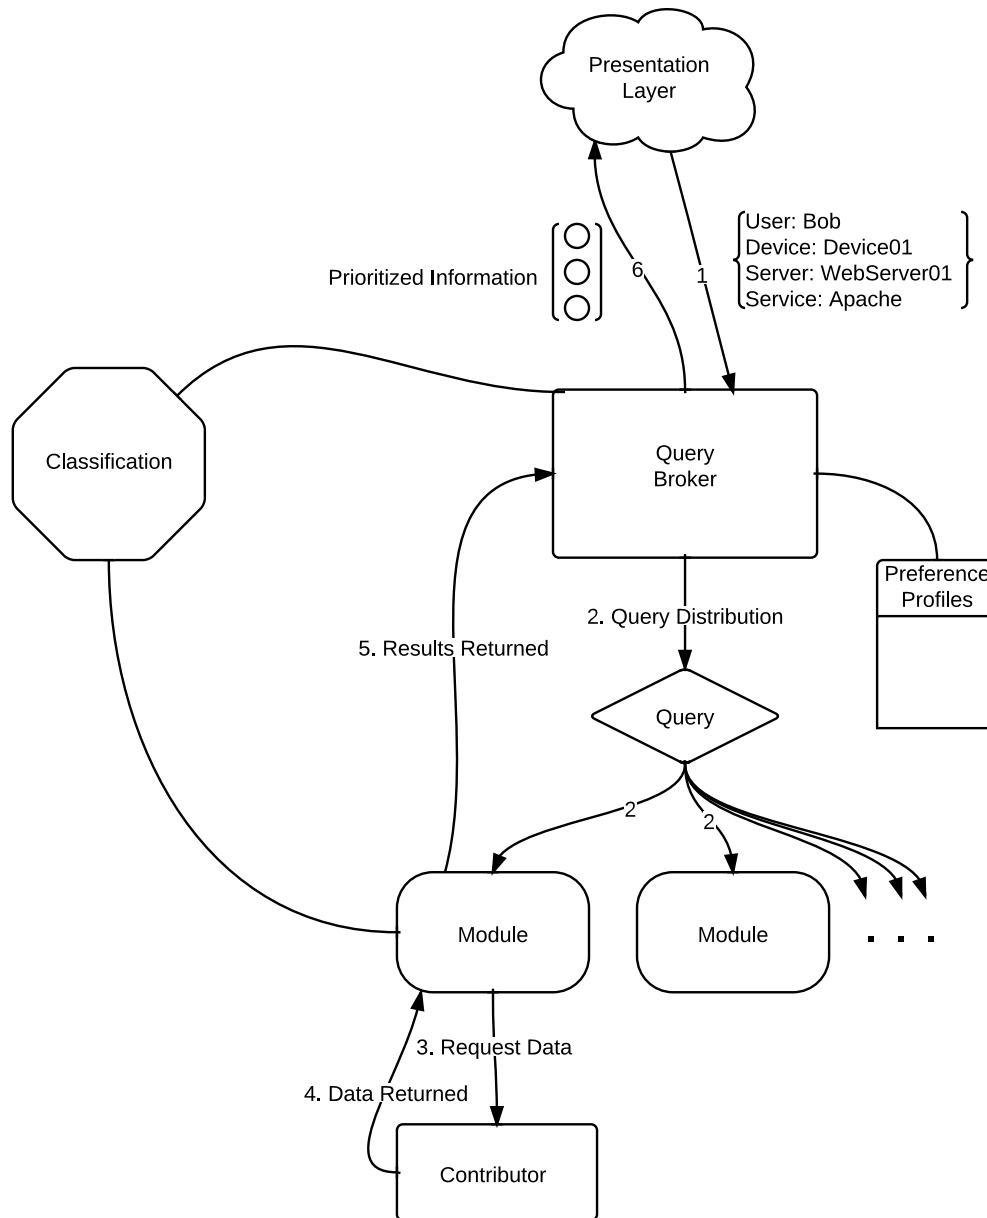 Presentation
Layer
User: Bob
Device: Device01
Server: WebServer01
Service: Apache
Prioritized Information
6
1
Classification
Query
Broker
Preference
Profiles
2. Query Distribution
5. Results Returned
Query
2
2
Module
Module
. . .
3. Request Data
4. Data Returned
Contributor